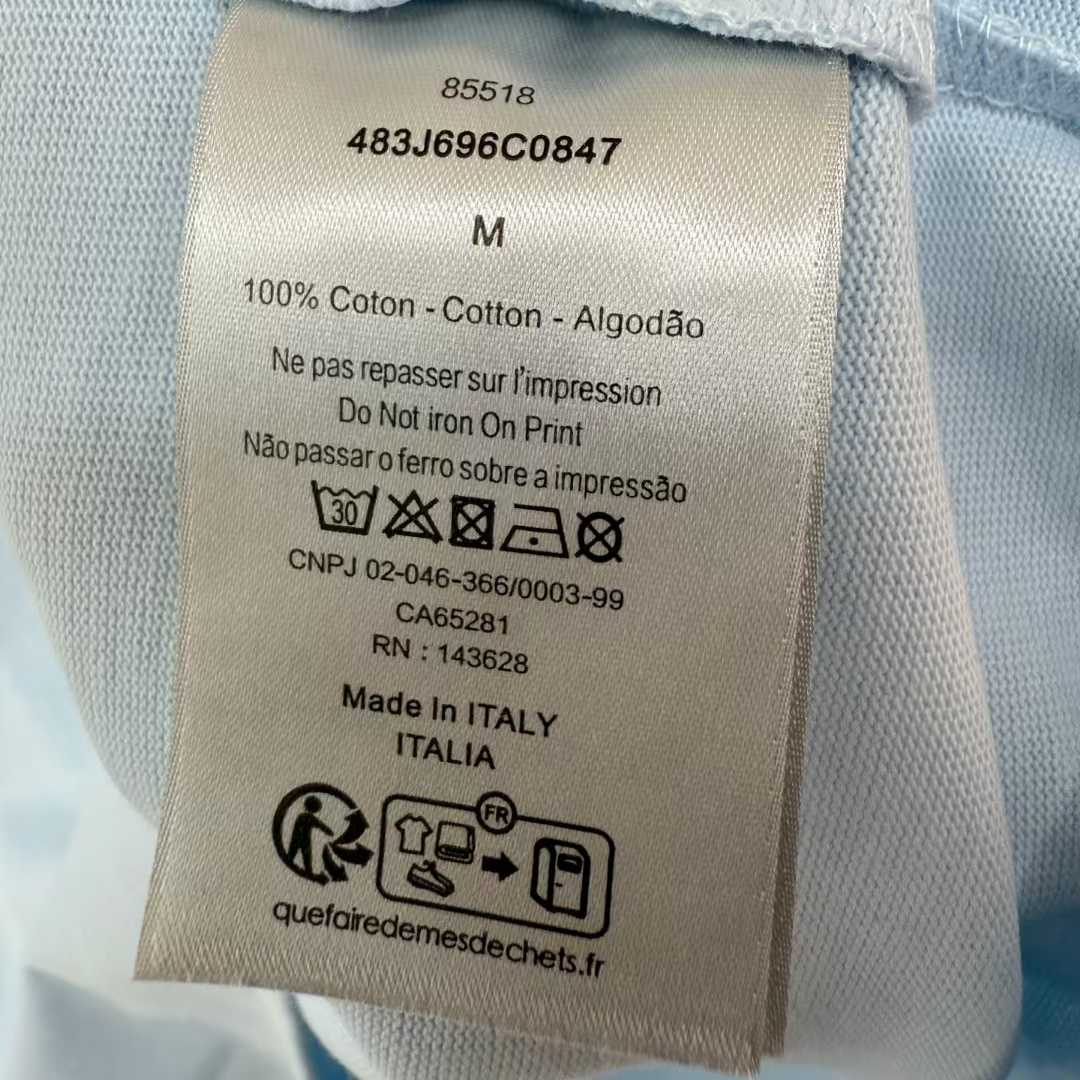 85518
483J696C0847
M
100% Coton - Cotton - Algodão
Ne pas repasser sur l'impression
Do Not iron On Print
Não passar o ferro sobre a impressão
30
CNPJ 02-046-366/0003-99
CA65281
RN : 143628
Made In ITALY
ITALIA
FR
quefairedemesdechets.fr